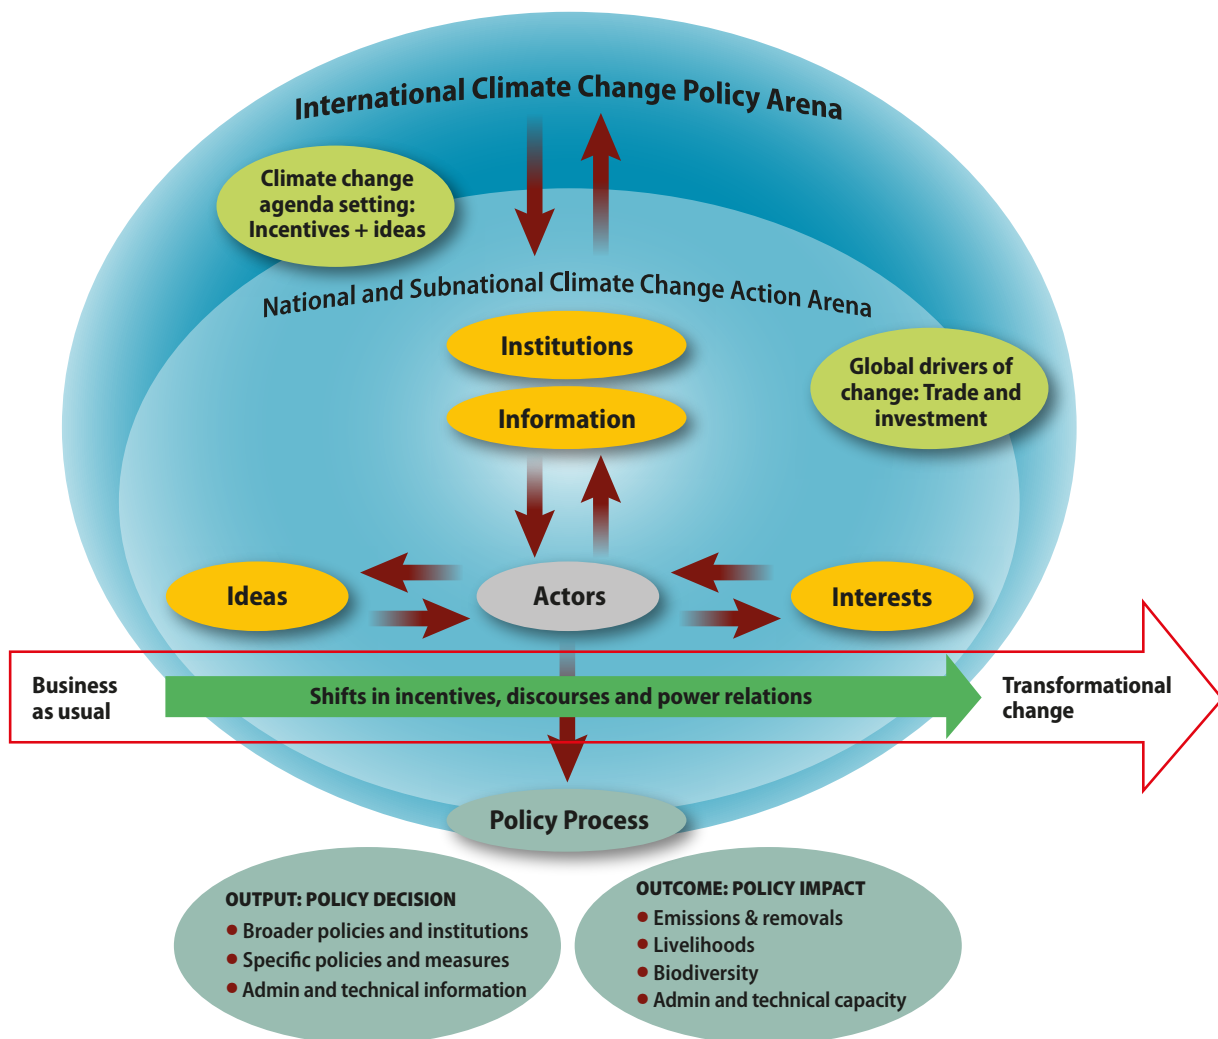 International Climate Change Policy Arena
Climate change
agenda setting:
Incentives + ideas
National and Subnational Climate Change Action Arena
Institutions
Global drivers of
change: Trade and
investment
Information
Ideas
Actors
Interests
Business
as usual
Shifts in incentives, discourses and power relations
Transformational
change
Policy Process
OUTPUT: POLICY DECISION
• Broader policies and institutions
• Specific policies and measures
• Admin and technical information
OUTCOME: POLICY IMPACT
• Emissions & removals
• Livelihoods
• Biodiversity
• Admin and technical capacity